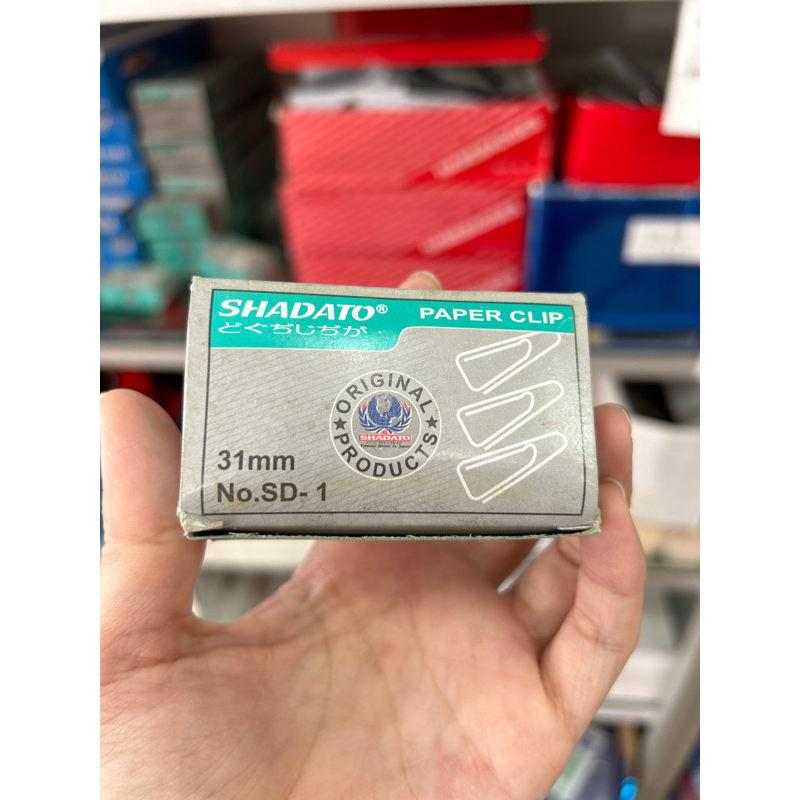 SHADATO® PAPER CLIP
どぐぢじぢが
ORIGINAL
SHADATO
PRODUCTS
31mm
No.SD- 1